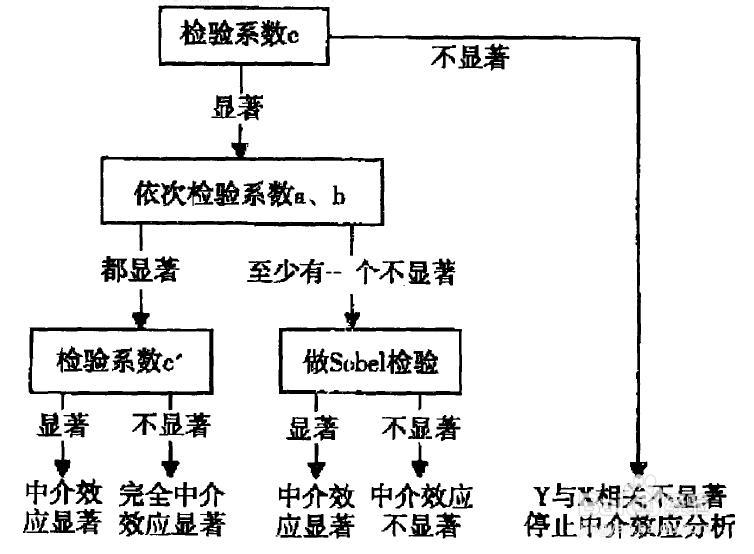 检验系数c
不显著
显著
依次检验系数a、b
都显著
至少有一个不显著
检验系数c'
做Sobel检验
显著
不显著
显著
不显著
中介效
应显著
完全中介
效应显著
中介效
应显著
中介效应
不显著
Y与X相关不显著
停止中介效应分析